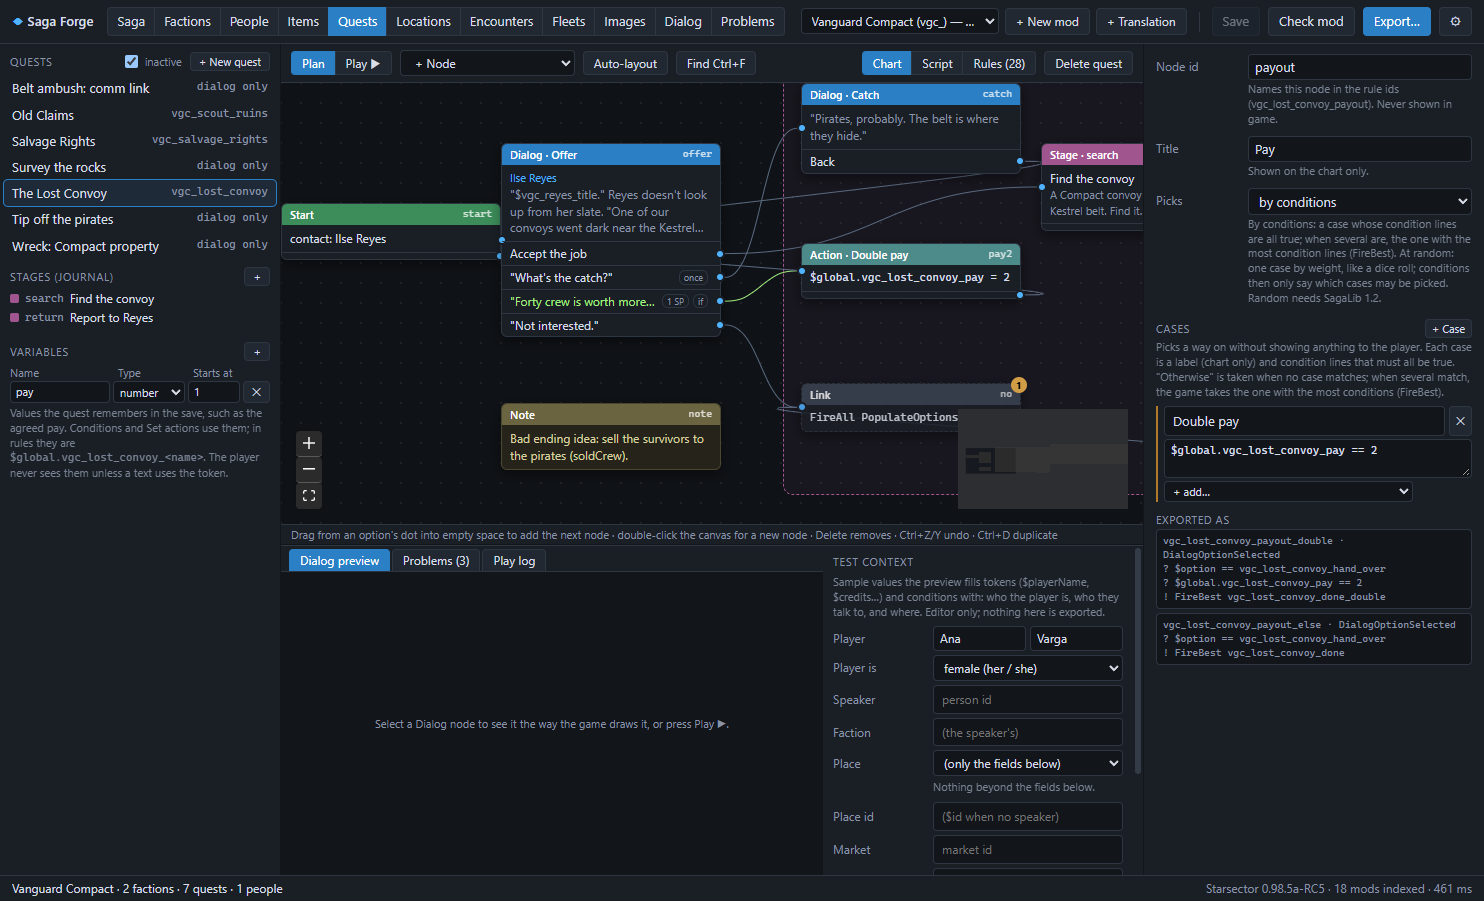 Saga Forge
Saga
Factions
People
Items
Quests
Locations
Encounters
Fleets
Images
Dialog
Problems
Vanguard Compact (vgc_) — ...
+ New mod
+ Translation
Save
Check mod
Export...
QUESTS
inactive
+ New quest
Belt ambush: comm link
dialog only
Old Claims
vgc_scout_ruins
Salvage Rights
vgc_salvage_rights
Survey the rocks
dialog only
The Lost Convoy
vgc_lost_convoy
Tip off the pirates
dialog only
Wreck: Compact property
dialog only
STAGES (JOURNAL)
+
search Find the convoy
return Report to Reyes
VARIABLES
+
Name
Type
Starts at
pay
number
1
Values the quest remembers in the save, such as the
agreed pay. Conditions and Set actions use them; in
rules they are
$global.vgc_lost_convoy_<name>. The player
never sees them unless a text uses the token.
Plan
Play ▶
+ Node
Auto-layout
Find Ctrl+F
Chart
Script
Rules (28)
Delete quest
Start
start
contact: Ilse Reyes
Dialog · Offer
offer
Ilse Reyes
"$vgc_reyes_title." Reyes doesn't look
up from her slate. "One of our
convoys went dark near the Kestrel...
Accept the job
"What's the catch?"
once
"Forty crew is worth more...
1 SP
if
"Not interested."
Note
note
Bad ending idea: sell the survivors to
the pirates (soldCrew).
Dialog · Catch
catch
"Pirates, probably. The belt is where
they hide."
Back
Stage · search
Find the convoy
A Compact convoy
Kestrel belt. Find it.
Action · Double pay
pay2
$global.vgc_lost_convoy_pay = 2
Link
no
1
FireAll PopulateOptions
Drag from an option's dot into empty space to add the next node · double-click the canvas for a new node · Delete removes · Ctrl+Z/Y undo · Ctrl+D duplicate
Dialog preview
Problems (3)
Play log
Select a Dialog node to see it the way the game draws it, or press Play ▶.
TEST CONTEXT
Sample values the preview fills tokens ($playerName,
$credits...) and conditions with: who the player is, who they
talk to, and where. Editor only; nothing here is exported.
Player
Ana
Varga
Player is
female (her / she)
Speaker
person id
Faction
(the speaker's)
Place
(only the fields below)
Nothing beyond the fields below.
Place id
($id when no speaker)
Market
market id
Node id
payout
Names this node in the rule ids
(vgc_lost_convoy_payout). Never shown in
game.
Title
Pay
Shown on the chart only.
Picks
by conditions
By conditions: a case whose condition lines
are all true; when several are, the one with the
most condition lines (FireBest). At random:
one case by weight, like a dice roll; conditions
then only say which cases may be picked.
Random needs SagaLib 1.2.
CASES
+ Case
Picks a way on without showing anything to the player. Each case
is a label (chart only) and condition lines that must all be true.
"Otherwise" is taken when no case matches; when several match,
the game takes the one with the most conditions (FireBest).
Double pay
$global.vgc_lost_convoy_pay == 2
+ add...
EXPORTED AS
vgc_lost_convoy_payout_double ·
DialogOptionSelected
? $option == vgc_lost_convoy_hand_over
? $global.vgc_lost_convoy_pay == 2
! FireBest vgc_lost_convoy_done_double
vgc_lost_convoy_payout_else · DialogOptionSelected
? $option == vgc_lost_convoy_hand_over
! FireBest vgc_lost_convoy_done
Vanguard Compact · 2 factions · 7 quests · 1 people
Starsector 0.98.5a-RC5 · 18 mods indexed · 461 ms